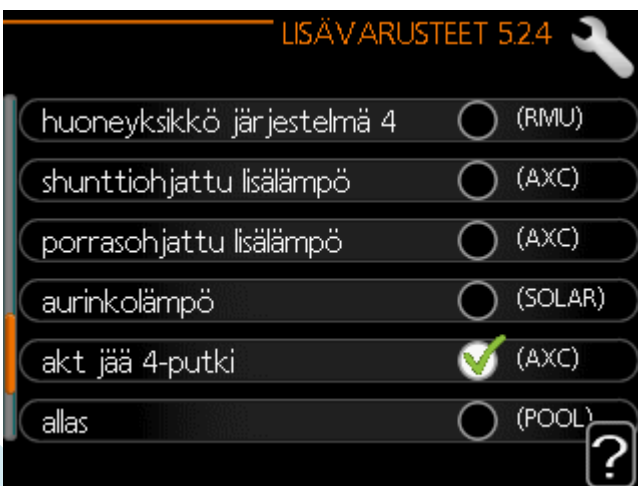 LISÄVARUSTEET 5.2.4
huoneyksikkö järjestelmä 4 (RMU)
shunttiohjattu lisälämpö (AXC)
porrasohjattu lisälämpö (AXC)
aurinkolämpö (SOLAR)
akt jää 4-putki (AXC)
allas (POOL)
?